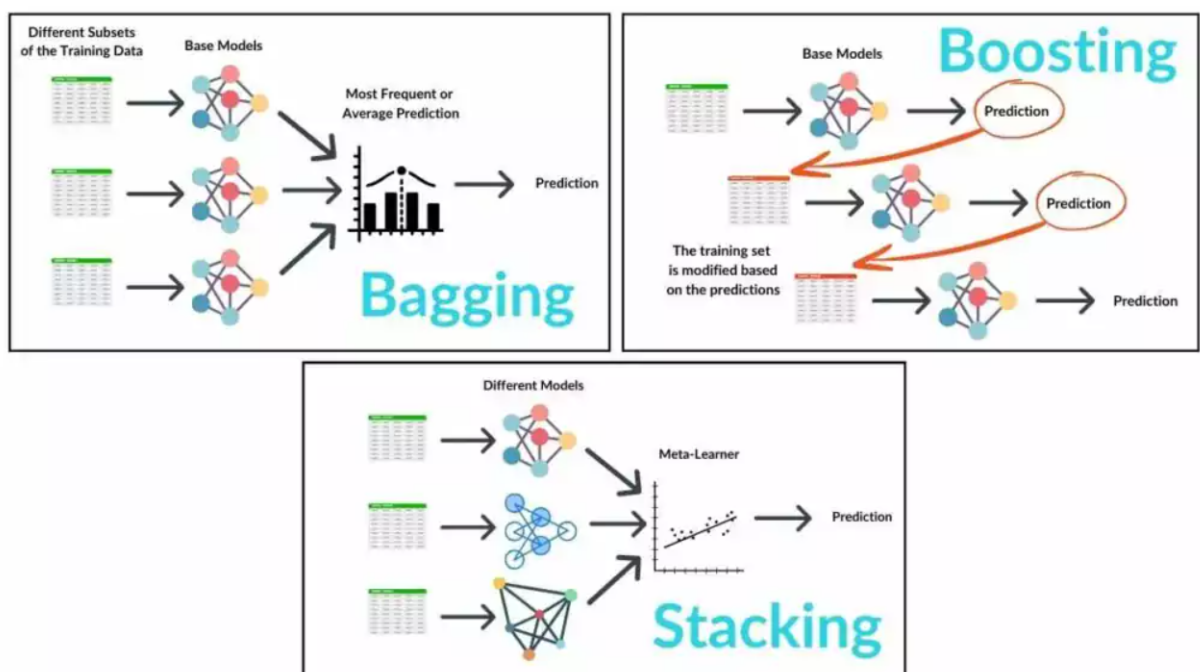 Different Subsets
of the Training Data
Base Models
Most Frequent or
Average Prediction
Prediction
Bagging
Boosting
Base Models
Prediction
Prediction
The training set
is modified based
on the predictions
Prediction
Different Models
Meta-Learner
Prediction
Stacking